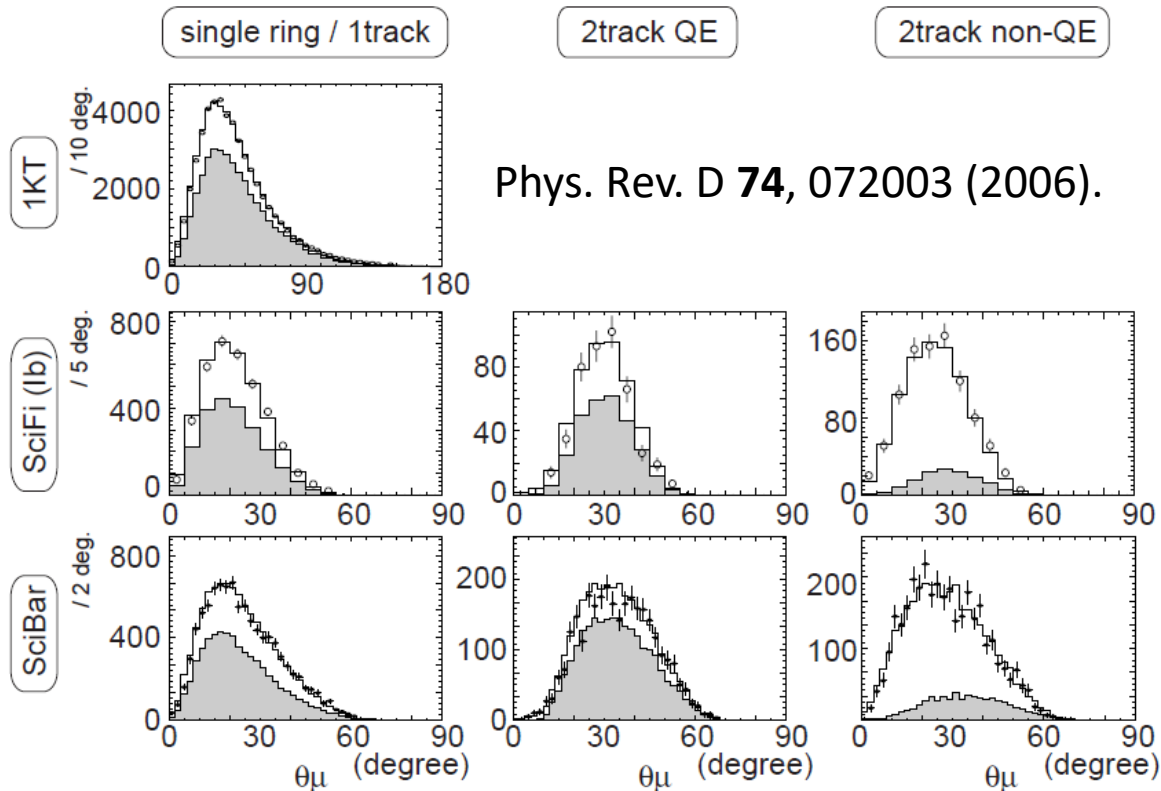 single ring / 1track
2track QE
2track non-QE
1KT
/ 10 deg.
4000
2000
0
0 90 180
Phys. Rev. D 74, 072003 (2006).
SciFi (Ib)
/ 5 deg.
800
400
0
0 30 60 90
80
40
0
0 30 60 90
160
80
0
0 30 60 90
SciBar
/ 2 deg.
800
400
0
0 30 60 90
θμ (degree)
200
100
0
0 30 60 90
θμ (degree)
200
100
0
0 30 60 90
θμ (degree)